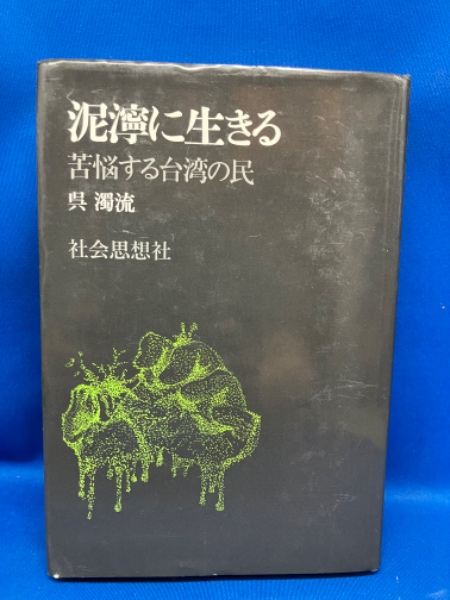 泥濘に生きる
苦悩する台湾の民
呉 濁流
社会思想社